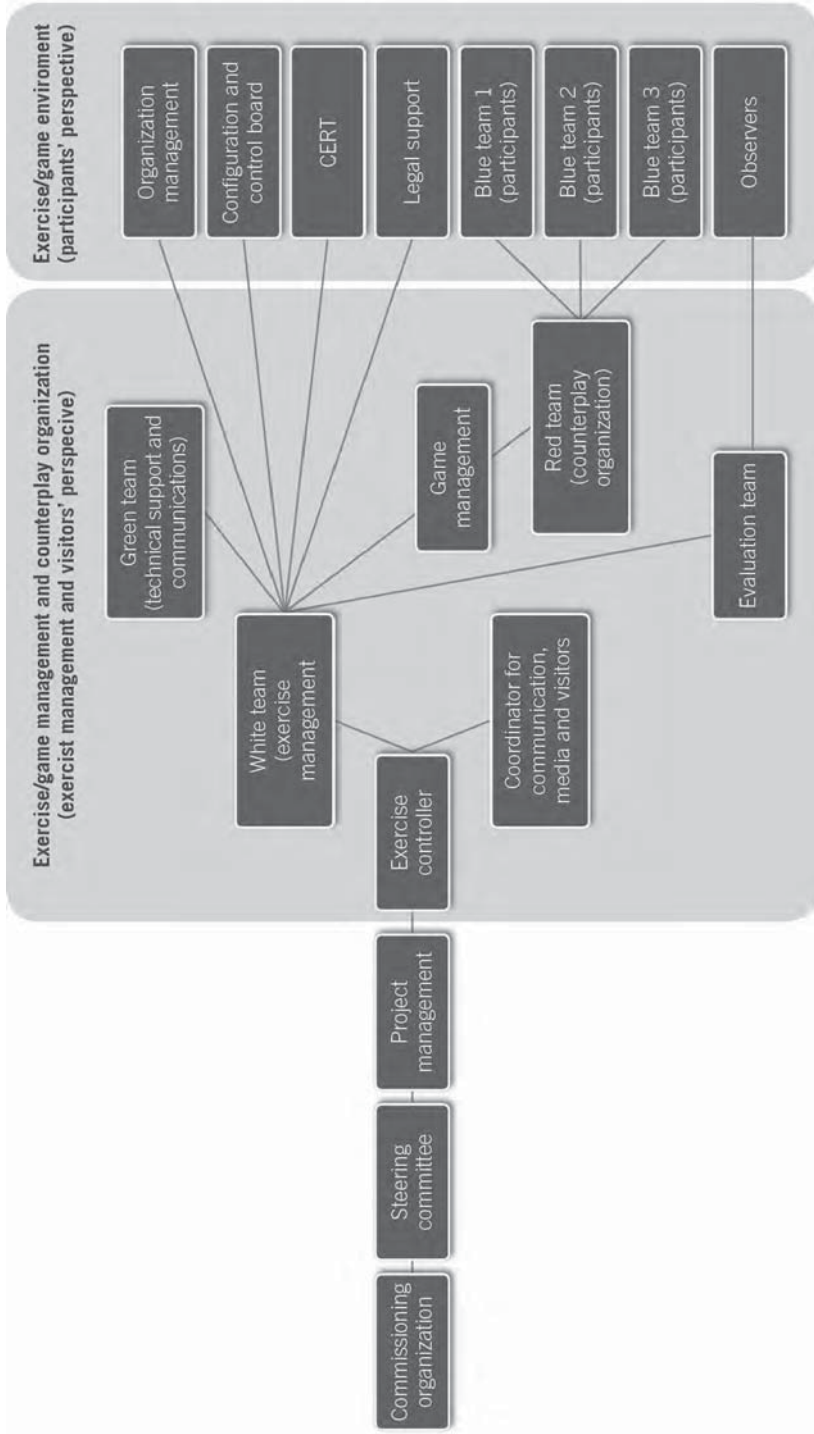 Exercise/game management and counterplay organization
(exercist management and visitors' perspecive)
Exercise/game enviroment
(participants' perspective)
Commissioning
organization
Steering
committee
Project
management
Exercise
controller
White team
(exercise
management
Coordinator for
communication,
media and visitors
Green team
(technical support and
communications)
Game
management
Red team
(counterplay
organization)
Evaluation team
Organization
management
Configuration and
control board
CERT
Legal support
Blue team 1
(participants)
Blue team 2
(participants)
Blue team 3
(participants)
Observers